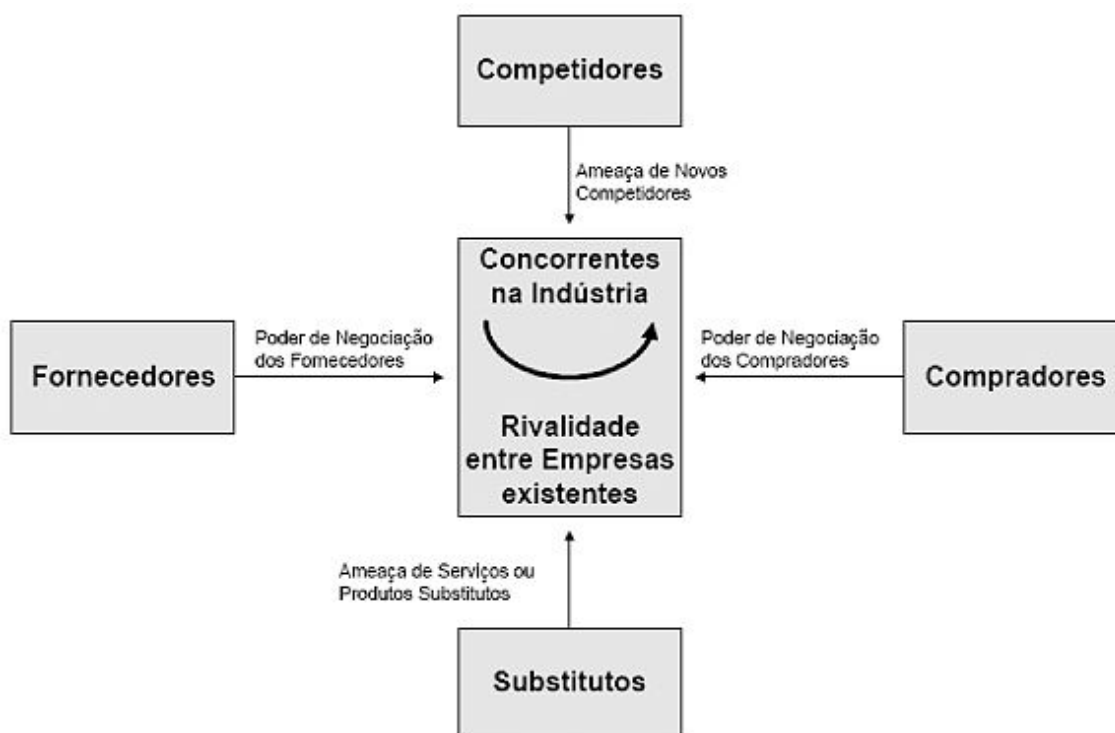 Competidores
Ameaça de Novos
Competidores
Concorrentes
na Indústria
Fornecedores
Poder de Negociação
dos Fornecedores
Poder de Negociação
dos Compradores
Compradores
Rivalidade
entre Empresas
existentes
Ameaça de Serviços ou
Produtos Substitutos
Substitutos